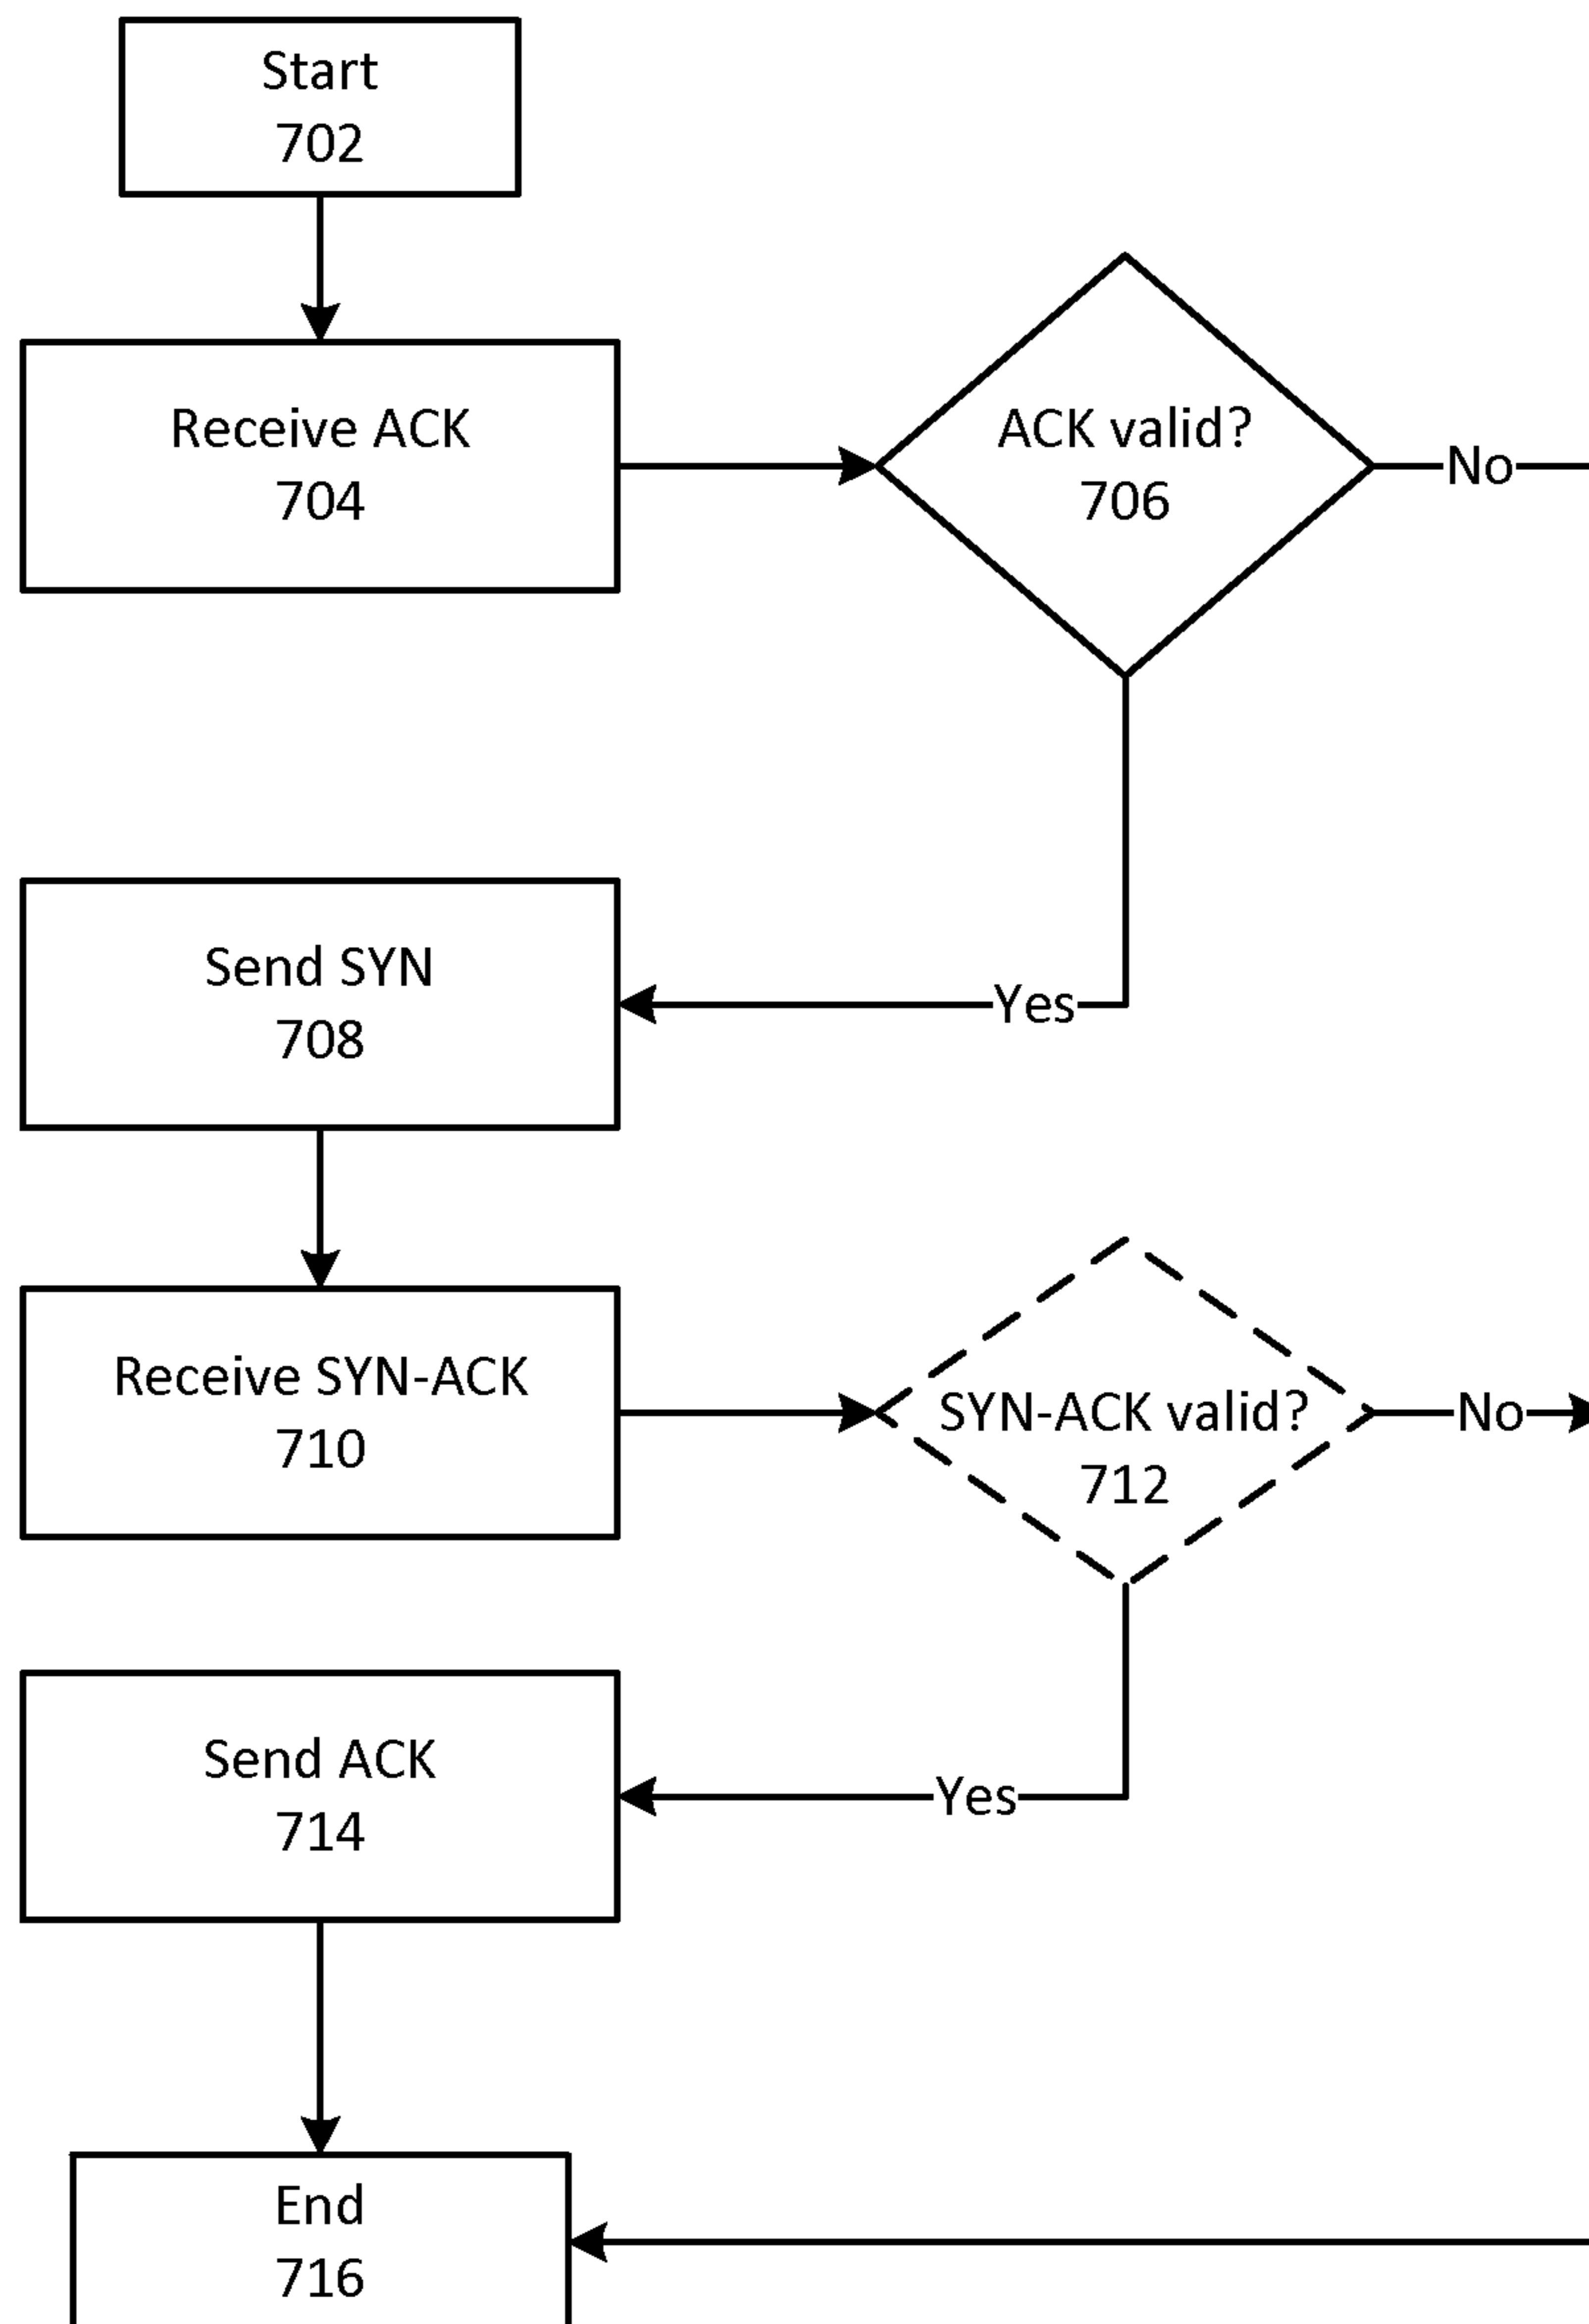 Start
702
Receive ACK
704
ACK valid?
706
No
Send SYN
708
Yes
Receive SYN-ACK
710
SYN-ACK valid?
712
No
Send ACK
714
Yes
End
716